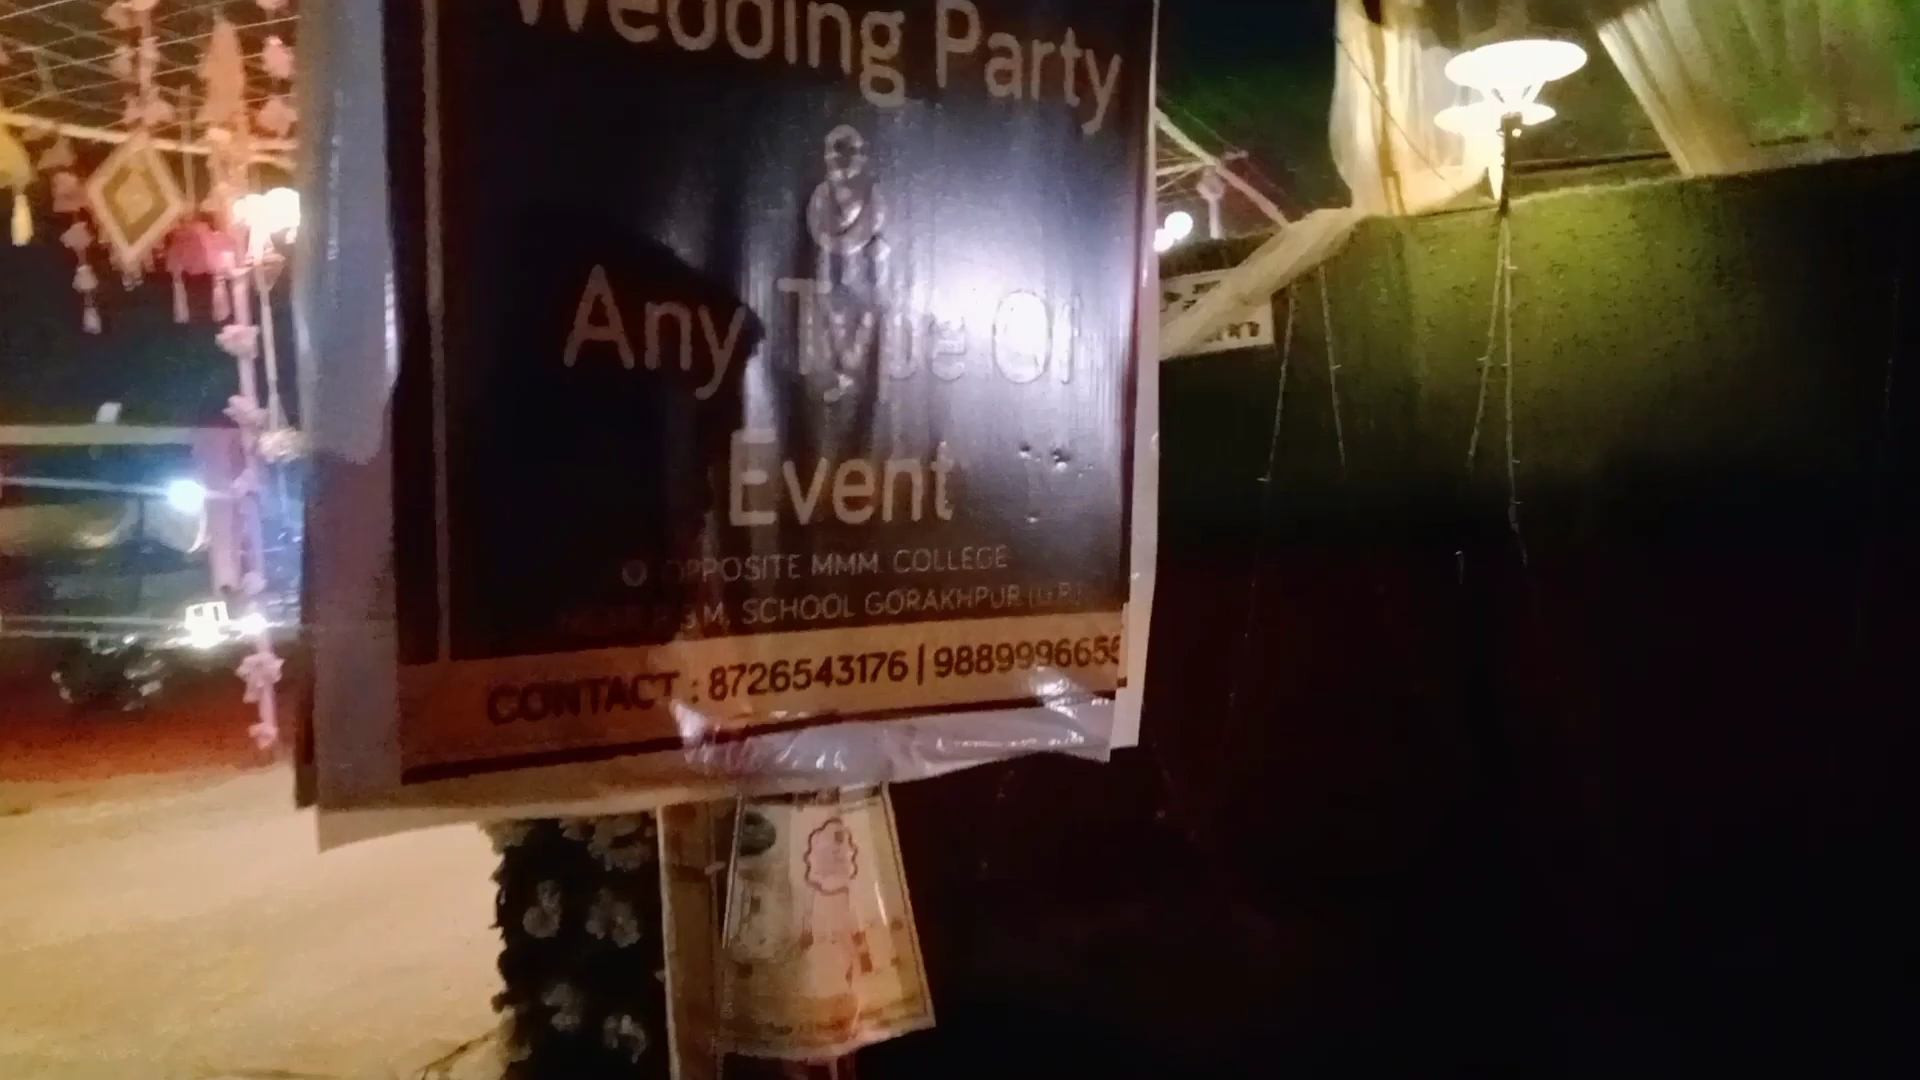 Wedding Party
&
Any Type Of
Event
OPPOSITE MMM. COLLEGE
SCHOOL GORAKHPUR (U.P.)
CONTACT : 8726543176 | 9889996655